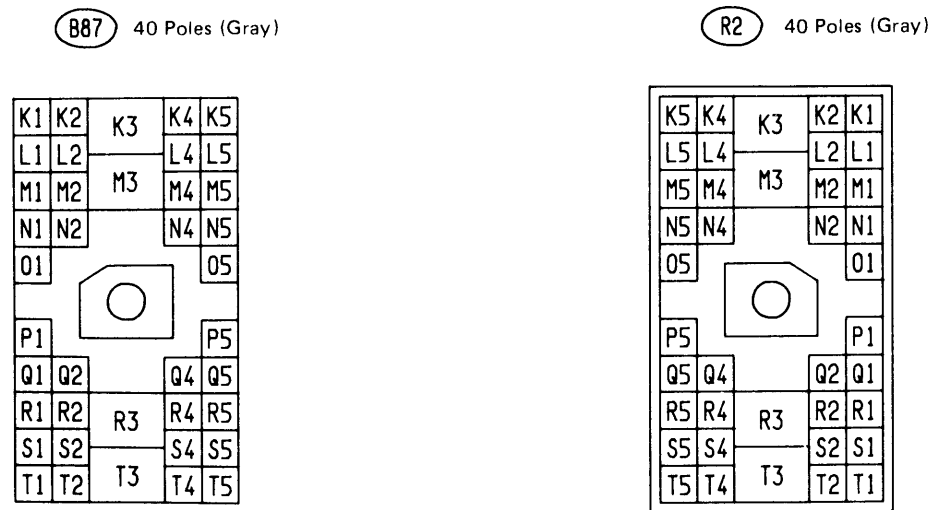 B87 40 Poles (Gray)
K1 K2 K3 K4 K5
L1 L2 L4 L5
M1 M2 M3 M4 M5
N1 N2 N4 N5
O1 O5
P1 P5
Q1 Q2 Q4 Q5
R1 R2 R3 R4 R5
S1 S2 S4 S5
T1 T2 T3 T4 T5
R2 40 Poles (Gray)
K5 K4 K3 K2 K1
L5 L4 L2 L1
M5 M4 M3 M2 M1
N5 N4 N2 N1
O5 O1
P5 P1
Q5 Q4 Q2 Q1
R5 R4 R3 R2 R1
S5 S4 S2 S1
T5 T4 T3 T2 T1